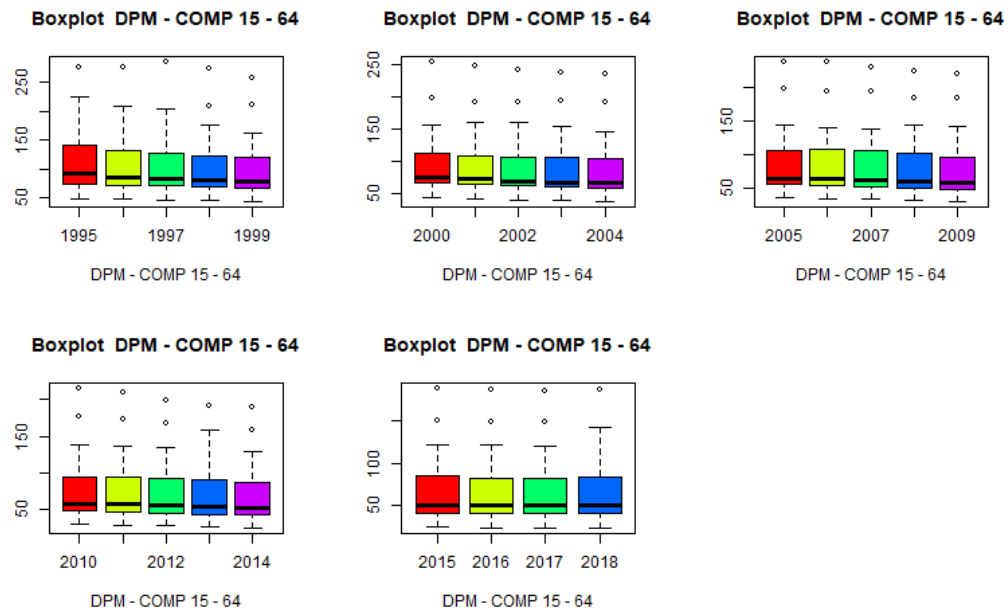 Boxplot DPM - COMP 15 - 64
250
150
50
1995 1997 1999
DPM - COMP 15 - 64
Boxplot DPM - COMP 15 - 64
250
150
50
2000 2002 2004
DPM - COMP 15 - 64
Boxplot DPM - COMP 15 - 64
150
50
2005 2007 2009
DPM - COMP 15 - 64
Boxplot DPM - COMP 15 - 64
150
50
2010 2012 2014
DPM - COMP 15 - 64
Boxplot DPM - COMP 15 - 64
100
50
2015 2016 2017 2018
DPM - COMP 15 - 64